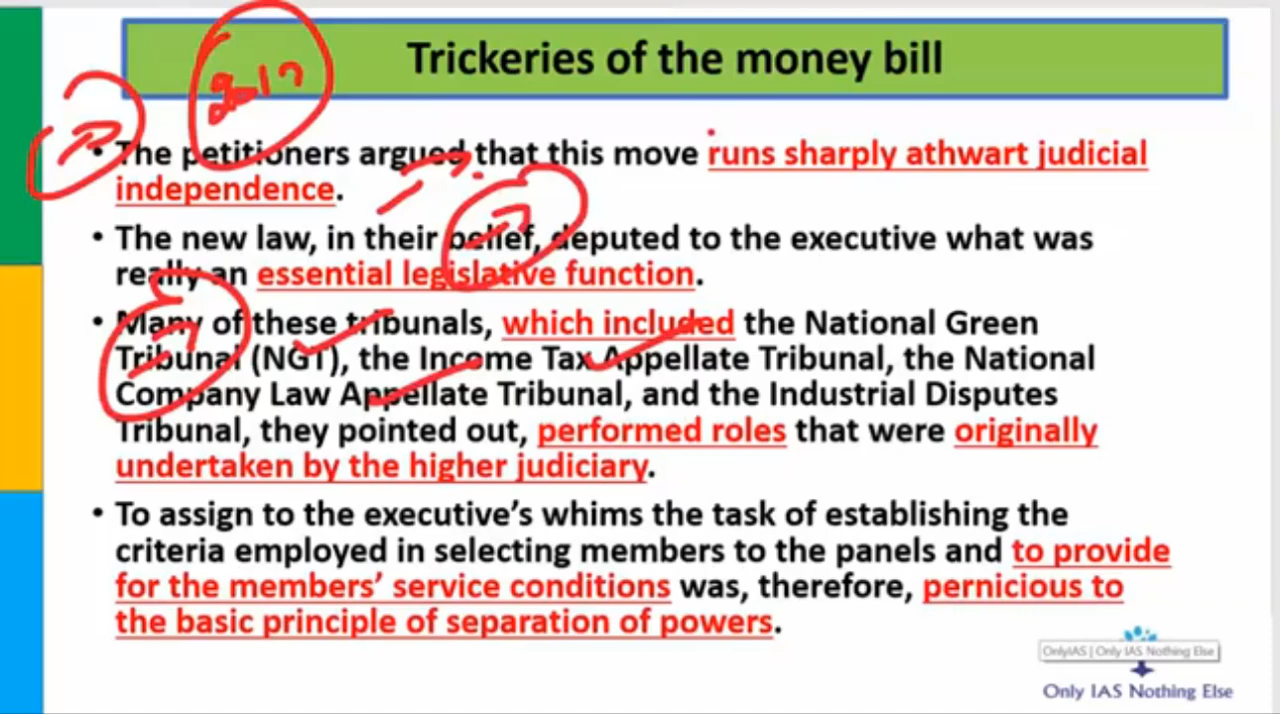 Trickeries of the money bill
2017
• The petitioners argued that this move runs sharply athwart judicial
independence.
• The new law, in their belief, deputed to the executive what was
really an essential legislative function.
• Many of these tribunals, which included the National Green
Tribunal (NGT), the Income Tax Appellate Tribunal, the National
Company Law Appellate Tribunal, and the Industrial Disputes
Tribunal, they pointed out, performed roles that were originally
undertaken by the higher judiciary.
• To assign to the executive's whims the task of establishing the
criteria employed in selecting members to the panels and to provide
for the members' service conditions was, therefore, pernicious to
the basic principle of separation of powers.
OnlyIAS | Only IAS Nothing Else
Only IAS Nothing Else